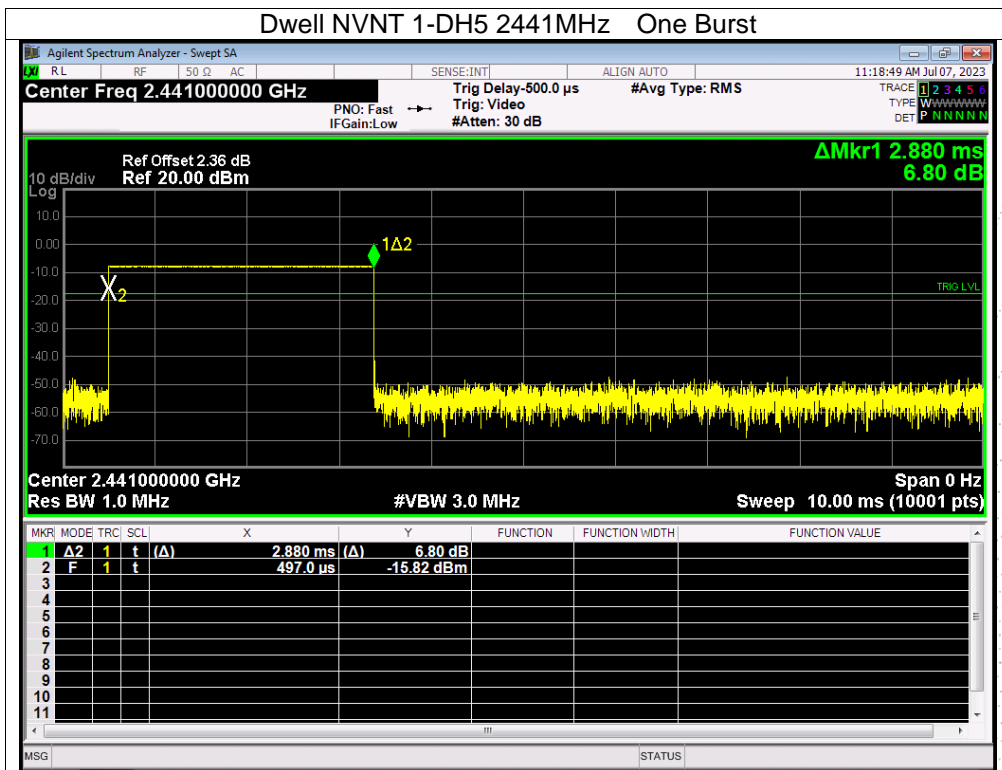 Dwell NVNT 1-DH5 2441MHz One Burst
Agilent Spectrum Analyzer - Swept SA
LXI RL RF 50 Ω AC SENSE:INT ALIGN AUTO 11:18:49 AM Jul 07, 2023
Center Freq 2.441000000 GHz
PNO: Fast
IFGain:Low
Trig Delay-500.0 µs
Trig: Video
#Atten: 30 dB
#Avg Type: RMS
TRACE 1 2 3 4 5 6
TYPE WWWWWW
DET P N N N N N
ΔMkr1 2.880 ms
6.80 dB
Ref Offset 2.36 dB
10 dB/div Ref 20.00 dBm
Log
10.0
0.00
-10.0
-20.0
-30.0
-40.0
-50.0
-60.0
-70.0
1Δ2
2
TRIG LVL
Center 2.441000000 GHz Span 0 Hz
Res BW 1.0 MHz #VBW 3.0 MHz Sweep 10.00 ms (10001 pts)
MKR MODE TRC SCL X Y FUNCTION FUNCTION WIDTH FUNCTION VALUE
1 Δ2 1 t (Δ) 2.880 ms (Δ) 6.80 dB
2 F 1 t 497.0 µs -15.82 dBm
3
4
5
6
7
8
9
10
11
MSG STATUS